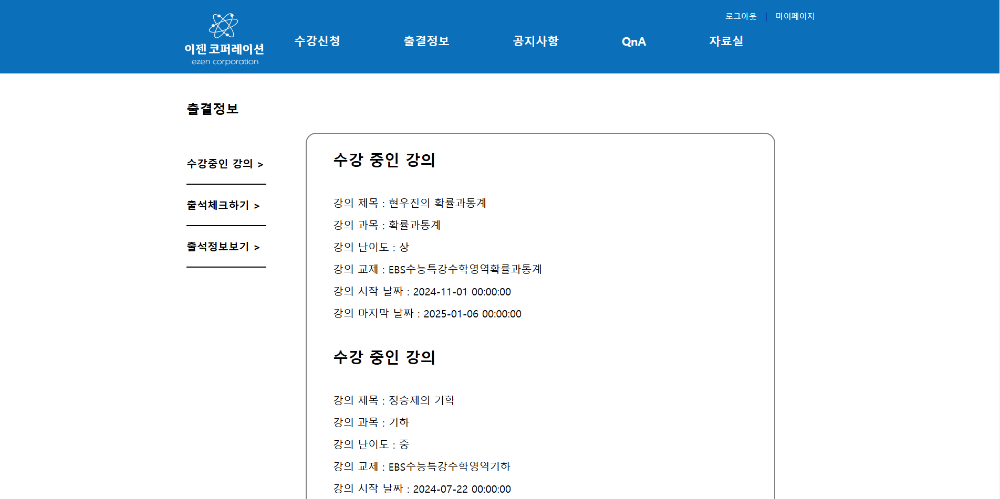 로그아웃 | 마이페이지
이젠 코퍼레이션
ezen corporation
수강신청 출결정보 공지사항 QnA 자료실
출결정보
수강중인 강의 >
출석체크하기 >
출석정보보기 >
수강 중인 강의
강의 제목 : 현우진의 확률과통계
강의 과목 : 확률과통계
강의 난이도 : 상
강의 교제 : EBS수능특강수학영역확률과통계
강의 시작 날짜 : 2024-11-01 00:00:00
강의 마지막 날짜 : 2025-01-06 00:00:00
수강 중인 강의
강의 제목 : 정승제의 기학
강의 과목 : 기하
강의 난이도 : 중
강의 교제 : EBS수능특강수학영역기하
강의 시작 날짜 : 2024-07-22 00:00:00